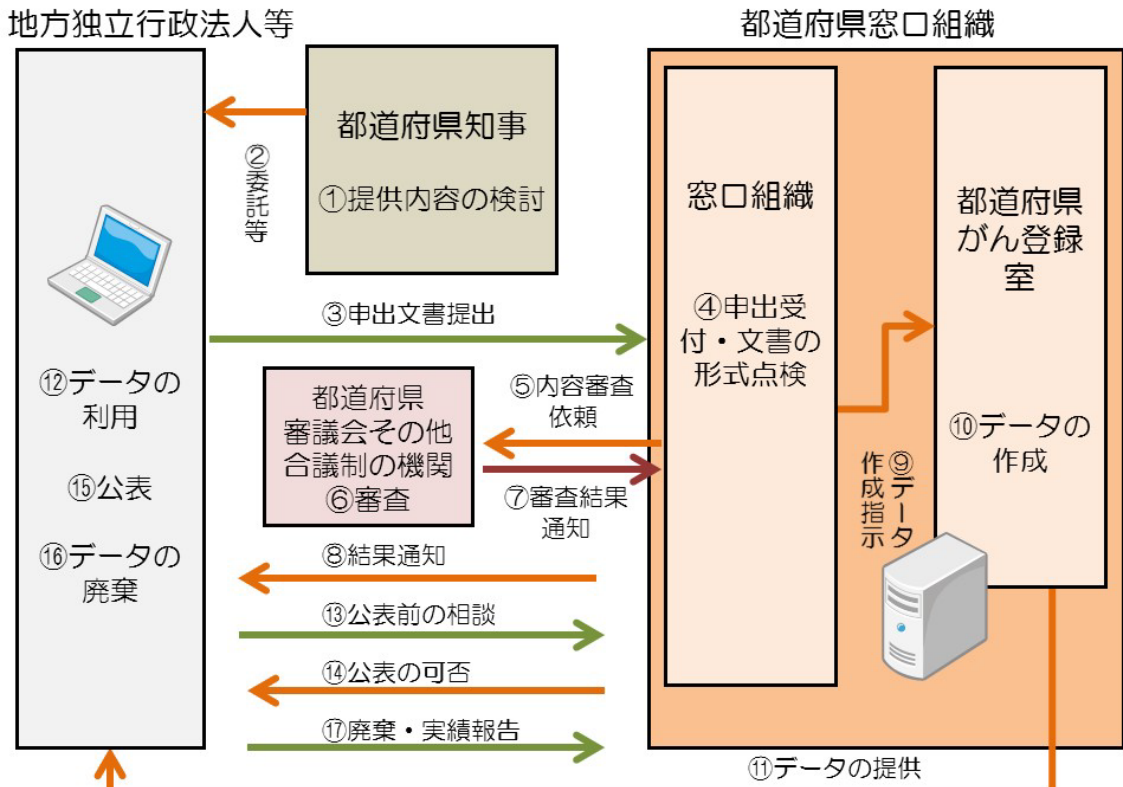 地方独立行政法人等
都道府県窓口組織
都道府県知事
①提供内容の検討
②委託等
窓口組織
都道府県
がん登録
室
③申出文書提出
④申出受
付・文書の
形式点検
⑫データの
利用
⑮公表
⑯データの
廃棄
都道府県
審議会その他
合議制の機関
⑥審査
⑤内容審査
依頼
⑦審査結果
通知
⑨データ
作成指示
⑩データの
作成
⑧結果通知
⑬公表前の相談
⑭公表の可否
⑰廃棄・実績報告
⑪データの提供